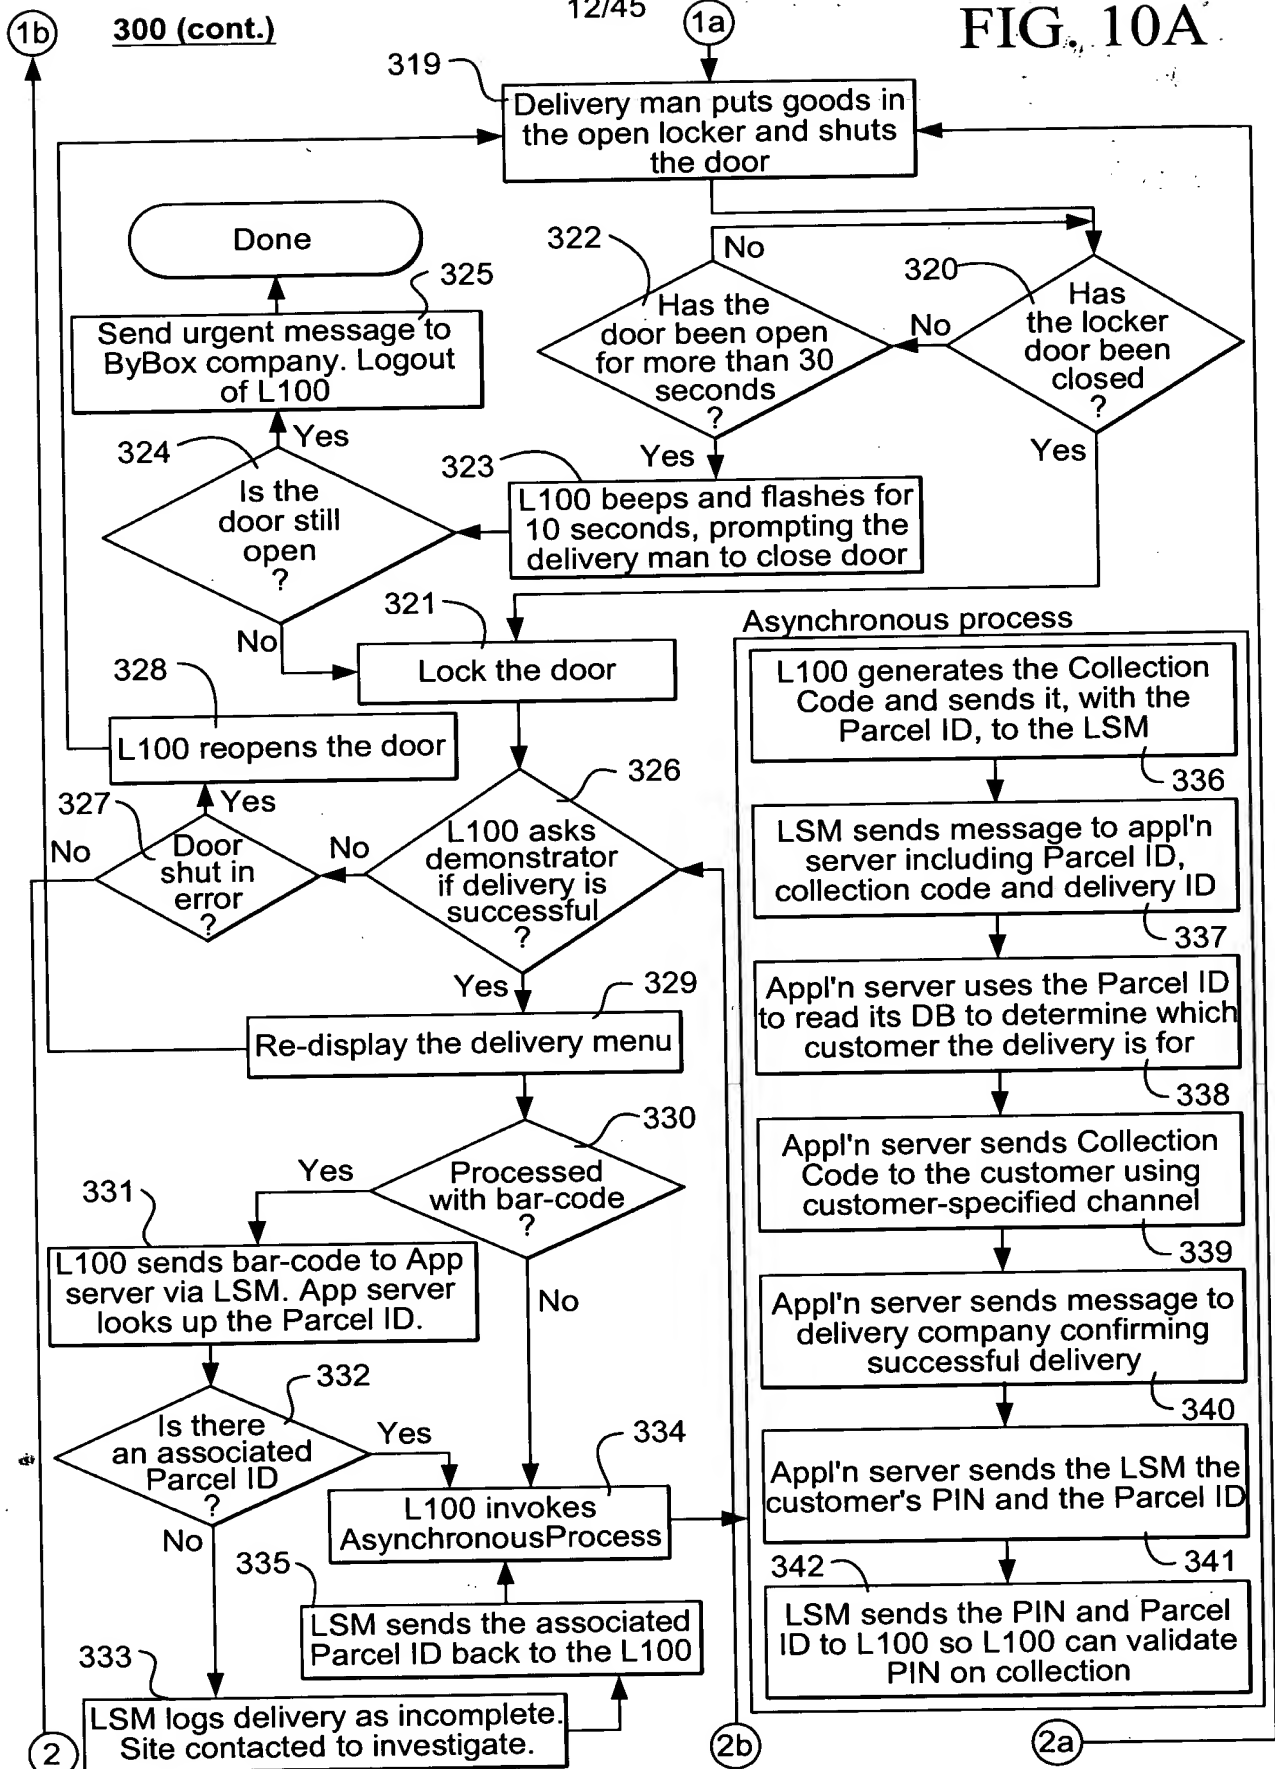 1b
300 (cont.)
12/45
1a
FIG. 10A
319
Delivery man puts goods in
the open locker and shuts
the door
Done
325
Send urgent message to
ByBox company. Logout
of L100
322
No
Has the
door been open
for more than 30
seconds
?
320
No
Has
the locker
door been
closed
?
Yes
324
Yes
Is the
door still
open
?
No
323
Yes
L100 beeps and flashes for
10 seconds, prompting the
delivery man to close door
321
Lock the door
328
L100 reopens the door
327
Yes
No
Door
shut in
error
?
No
326
L100 asks
demonstrator
if delivery is
successful
?
Yes
329
Re-display the delivery menu
330
Processed
with bar-code
?
Yes
No
331
L100 sends bar-code to App
server via LSM. App server
looks up the Parcel ID.
332
Is there
an associated
Parcel ID
?
Yes
No
334
L100 invokes
AsynchronousProcess
335
LSM sends the associated
Parcel ID back to the L100
333
LSM logs delivery as incomplete.
Site contacted to investigate.
2
2b
2a
Asynchronous process
L100 generates the Collection
Code and sends it, with the
Parcel ID, to the LSM
336
LSM sends message to appl'n
server including Parcel ID,
collection code and delivery ID
337
Appl'n server uses the Parcel ID
to read its DB to determine which
customer the delivery is for
338
Appl'n server sends Collection
Code to the customer using
customer-specified channel
339
Appl'n server sends message to
delivery company confirming
successful delivery
340
Appl'n server sends the LSM the
customer's PIN and the Parcel ID
341
342
LSM sends the PIN and Parcel
ID to L100 so L100 can validate
PIN on collection